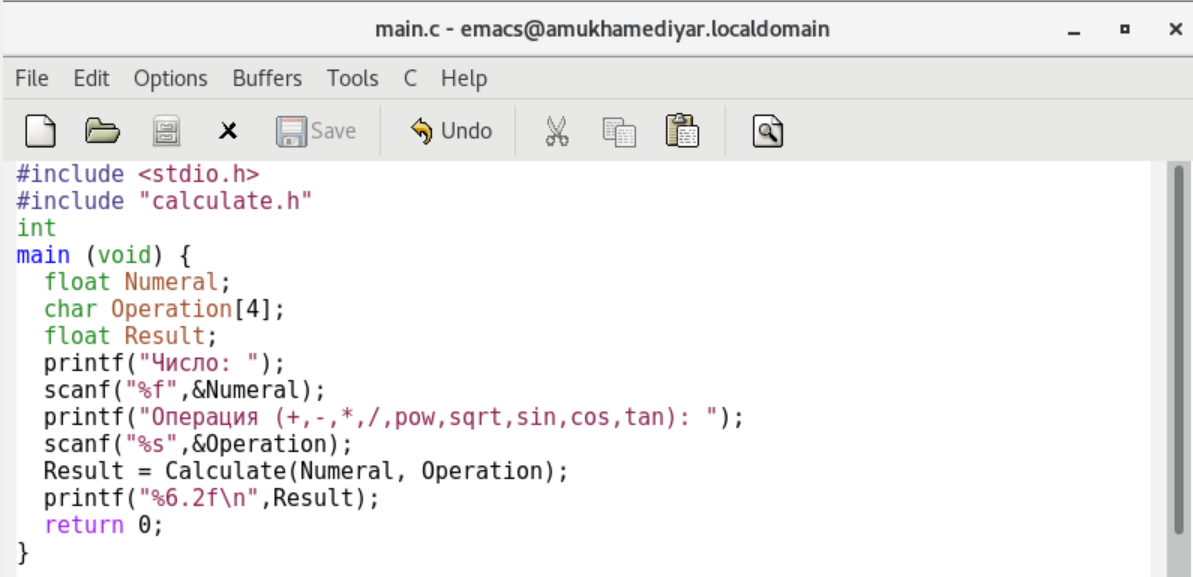 main.c - emacs@amukhamediyar.localdomain
File Edit Options Buffers Tools C Help
Save Undo
#include <stdio.h>
#include "calculate.h"
int
main (void) {
  float Numeral;
  char Operation[4];
  float Result;
  printf("Число: ");
  scanf("%f",&Numeral);
  printf("Операция (+,-,*,/,pow,sqrt,sin,cos,tan): ");
  scanf("%s",&Operation);
  Result = Calculate(Numeral, Operation);
  printf("%6.2f\n",Result);
  return 0;
}